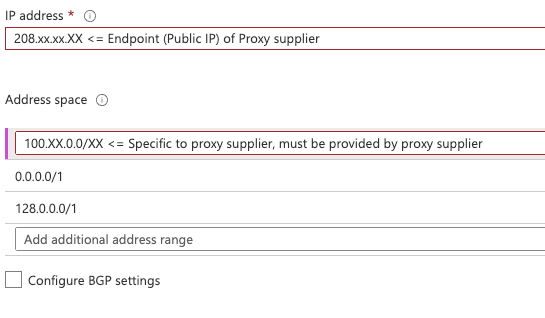 IP address *
208.xx.xx.XX <= Endpoint (Public IP) of Proxy supplier
Address space
100.XX.0.0/XX <= Specific to proxy supplier, must be provided by proxy supplier
0.0.0.0/1
128.0.0.0/1
Add additional address range
Configure BGP settings